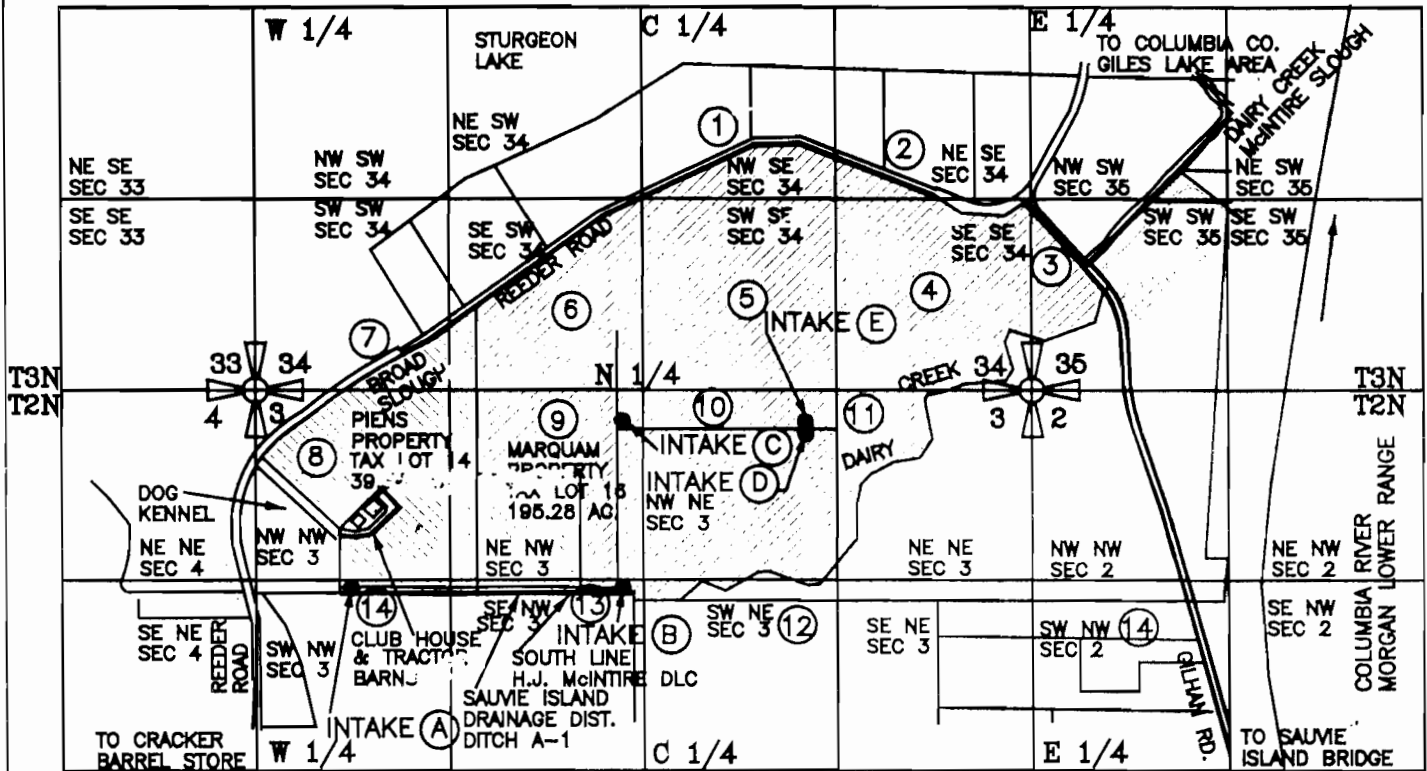 W 1/4
C 1/4
E 1/4
STURGEON
LAKE
TO COLUMBIA CO.
GILES LAKE AREA
DAIRY CREEK
McINTIRE SLOUGH
1
2
NE SW
SEC 34
NE SE
SEC 33
NW SW
SEC 34
NW SE
SEC 34
NE SE
SEC 34
NW SW
SEC 35
NE SW
SEC 35
SE SE
SEC 33
SW SW
SEC 34
SE SW
SEC 34
SW SE
SEC 34
SE SE
SEC 34
SW SW
SEC 35
SE SW
SEC 35
REEDER ROAD
3
4
5
6
7
INTAKE E
33 34
4 3
34 35
3 2
T3N
T2N
T3N
T2N
N 1/4
BROAD
SLOUGH
CREEK
DAIRY
8
PIENS
PROPERTY
TAX LOT 14
39
9
MARQUAM
PROPERTY
LOT 16
195.28 AC.
10
11
INTAKE C
INTAKE D
NW NE
SEC 3
DOG
KENNEL
NW NW
SEC 3
NE NE
SEC 4
NE NW
SEC 3
NE NE
SEC 3
NW NW
SEC 2
NE NW
SEC 2
COLUMBIA RIVER
MORGAN LOWER RANGE
SE NE
SEC 4
REEDER
ROAD
SW NW
SEC 3
14
CLUB HOUSE
& TRACTOR
SE NW
SEC 3
13
INTAKE B
SOUTH LINE
H.J. McINTIRE DLC
SW NE
SEC 3
12
SE NE
SEC 3
SW NW
SEC 2
14
SE NW
SEC 2
GILHAM RD.
INTAKE A
SAUVIE ISLAND
DRAINAGE DIST.
DITCH A-1
TO CRACKER
BARREL STORE
W 1/4
C 1/4
E 1/4
TO SAUVIE
ISLAND BRIDGE